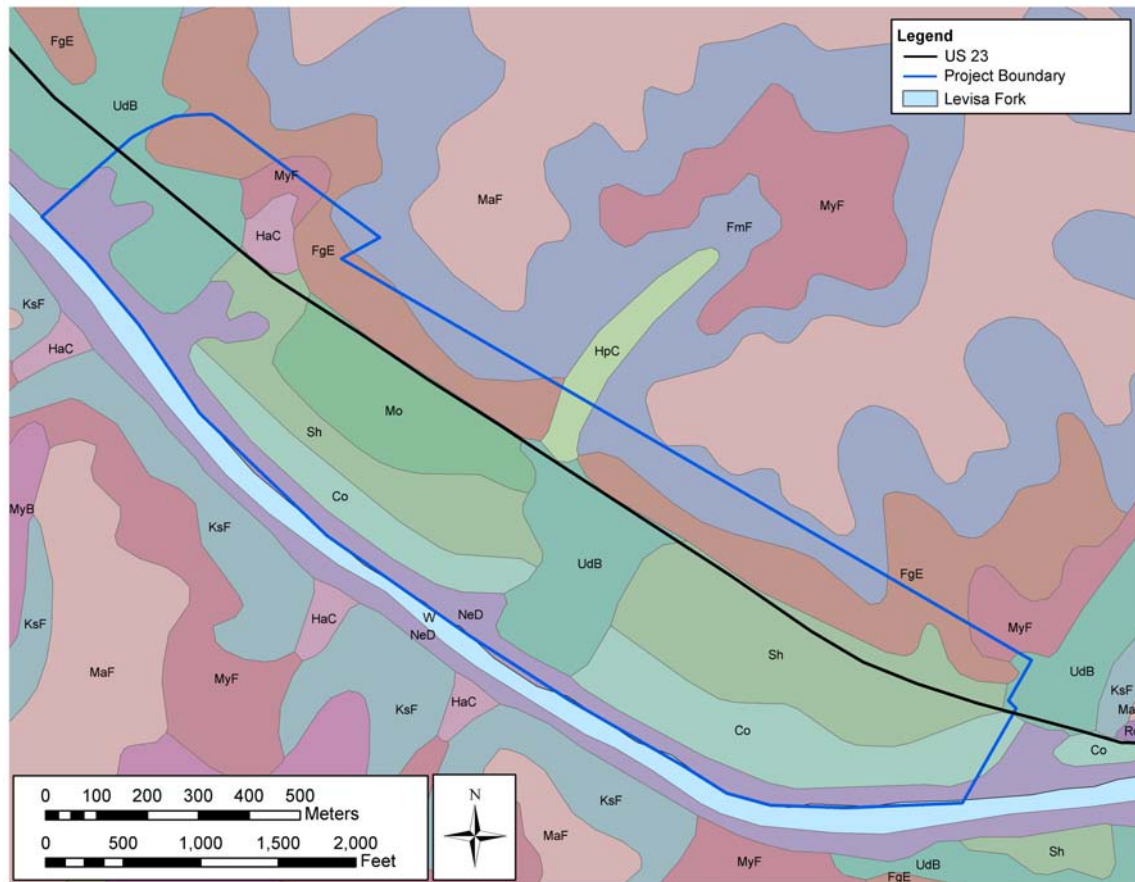 Legend
US 23
Project Boundary
Levisa Fork
FgE
UdB
MyF
MaF
MyF
FmF
HaC
FgE
KsF
HaC
HpC
Mo
Sh
Co
MyB
KsF
UdB
FgE
KsF
W
NeD
NeD
HaC
MyF
Sh
UdB
MaF
MyF
KsF
HaC
KsF
Ma
Co
Co
KsF
MaF
MyF
UdB
Sh
FgE
0 100 200 300 400 500
Meters
0 500 1,000 1,500 2,000
Feet
N